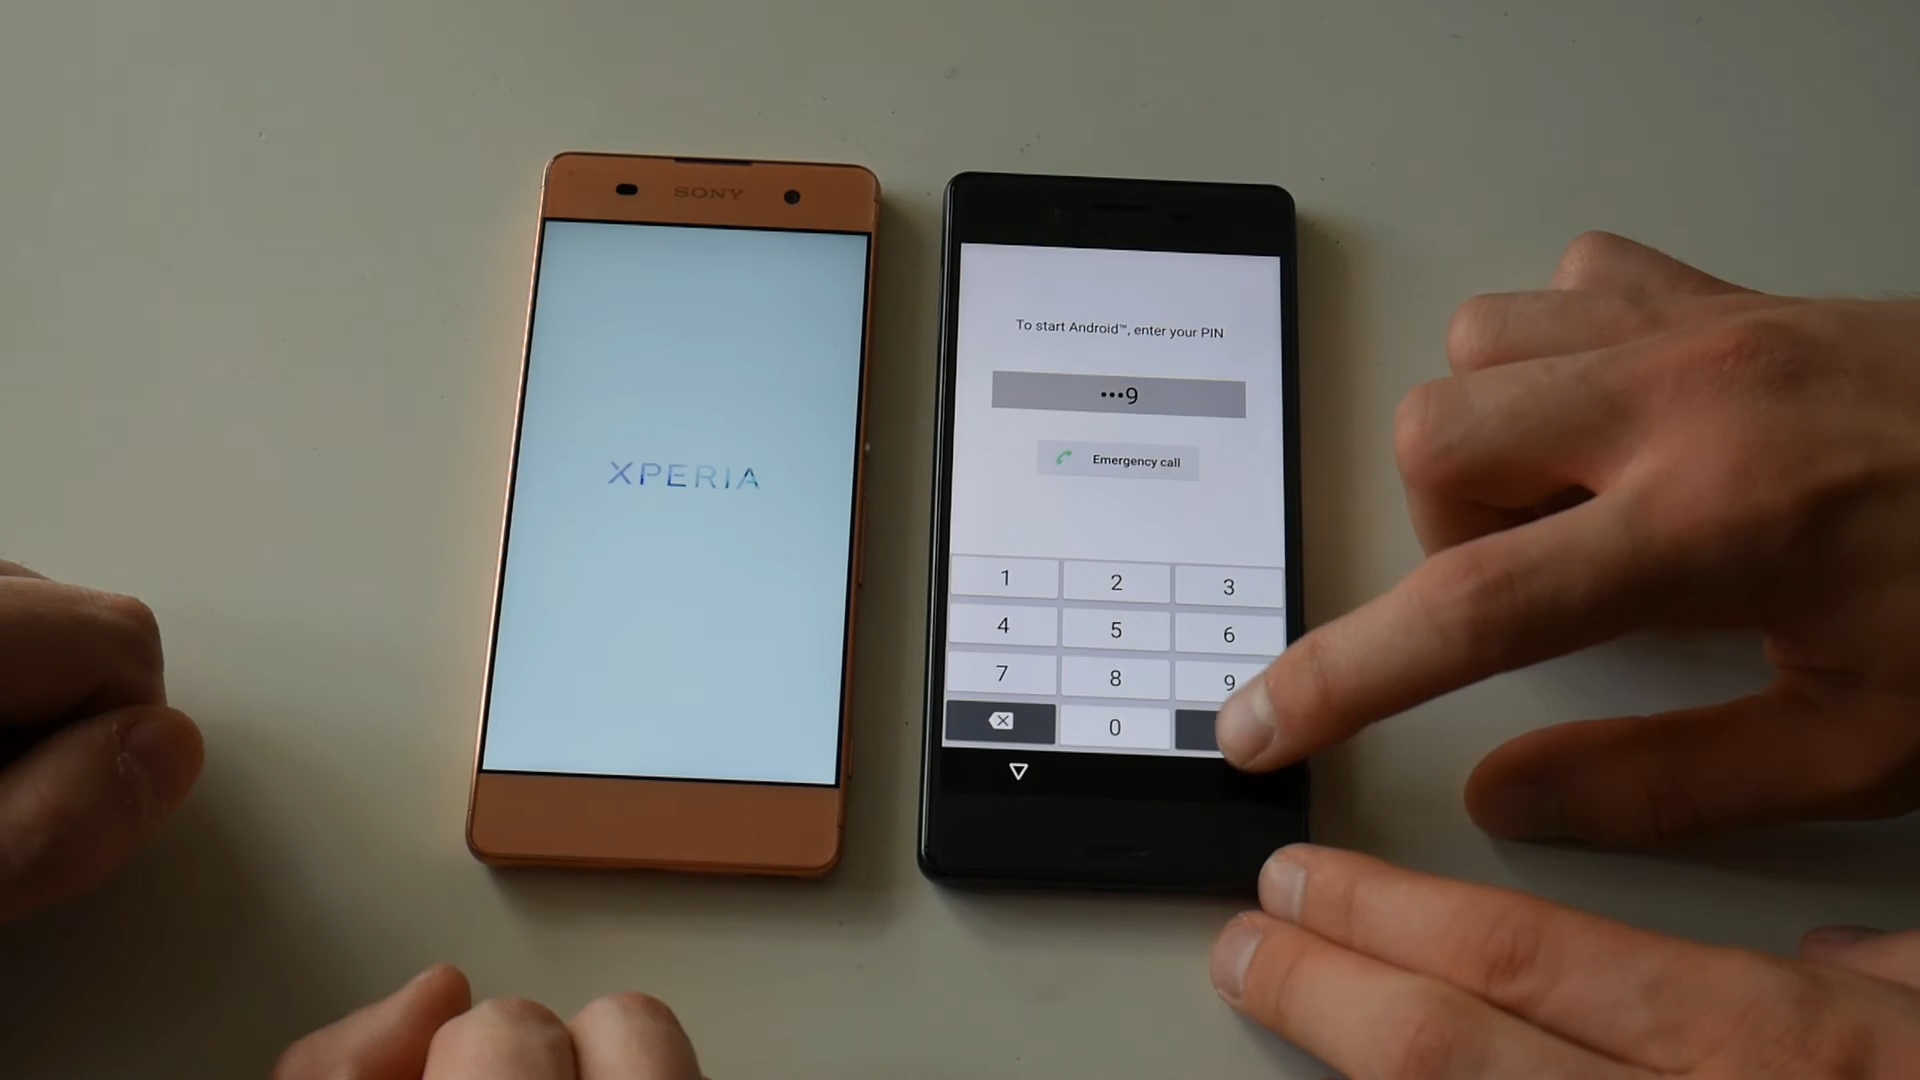 SONY
XPERIA
To start Android™, enter your PIN
•••9
Emergency call
1 2 3
4 5 6
7 8 9
0